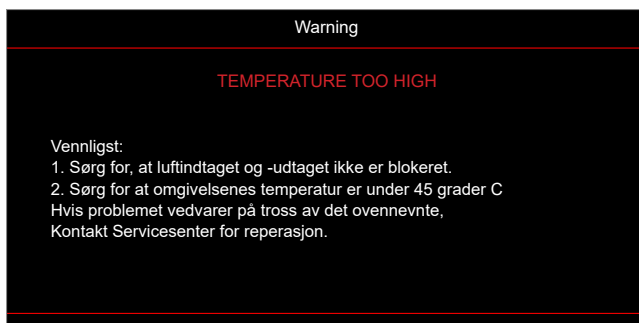 Warning
TEMPERATURE TOO HIGH
Vennligst:
1. Sørg for, at luftindtaget og -udtaget ikke er blokeret.
2. Sørg for at omgivelsenes temperatur er under 45 grader C
Hvis problemet vedvarer på tross av det ovennevnte,
Kontakt Servicesenter for reperasjon.